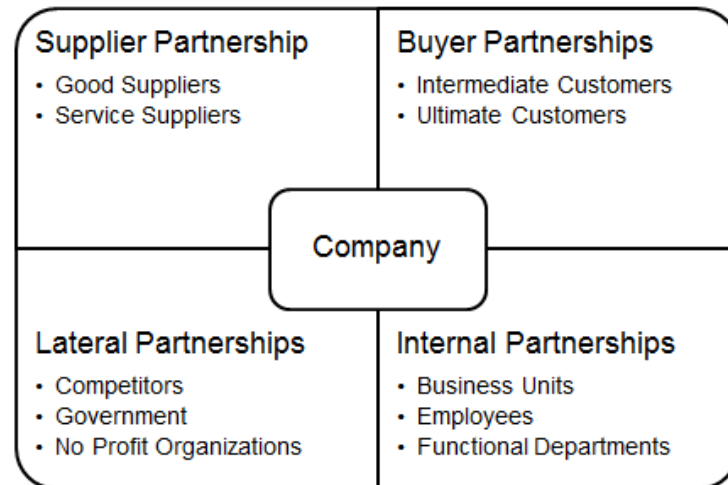 Supplier Partnership
• Good Suppliers
• Service Suppliers
Buyer Partnerships
• Intermediate Customers
• Ultimate Customers
Company
Lateral Partnerships
• Competitors
• Government
• No Profit Organizations
Internal Partnerships
• Business Units
• Employees
• Functional Departments